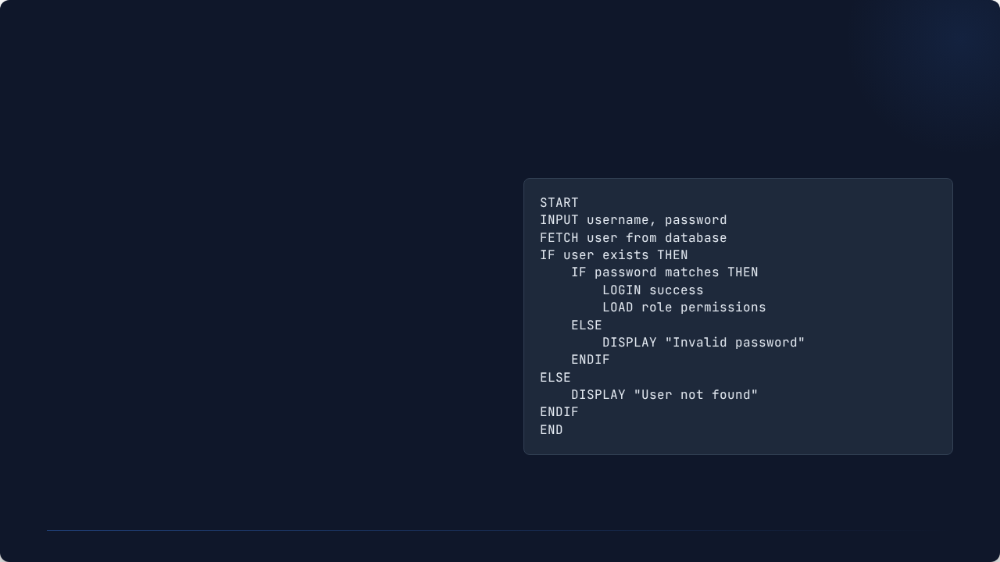 START
INPUT username, password
FETCH user from database
IF user exists THEN
    IF password matches THEN
        LOGIN success
        LOAD role permissions
    ELSE
        DISPLAY "Invalid password"
    ENDIF
ELSE
    DISPLAY "User not found"
ENDIF
END